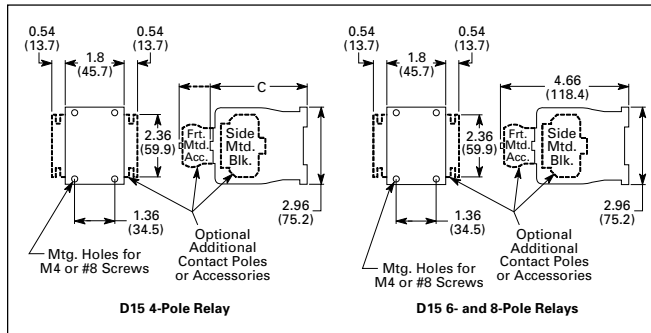 0.54
(13.7)
1.8
(45.7)
0.54
(13.7)
C
Frt.
Mtd.
Acc.
Side
Mtd.
Blk.
2.36
(59.9)
2.96
(75.2)
1.36
(34.5)
Mtg. Holes for
M4 or #8 Screws
Optional
Additional
Contact Poles
or Accessories
D15 4-Pole Relay
0.54
(13.7)
1.8
(45.7)
0.54
(13.7)
4.66
(118.4)
Frt.
Mtd.
Acc.
Side
Mtd.
Blk.
2.36
(59.9)
2.96
(75.2)
1.36
(34.5)
Mtg. Holes for
M4 or #8 Screws
Optional
Additional
Contact Poles
or Accessories
D15 6- and 8-Pole Relays